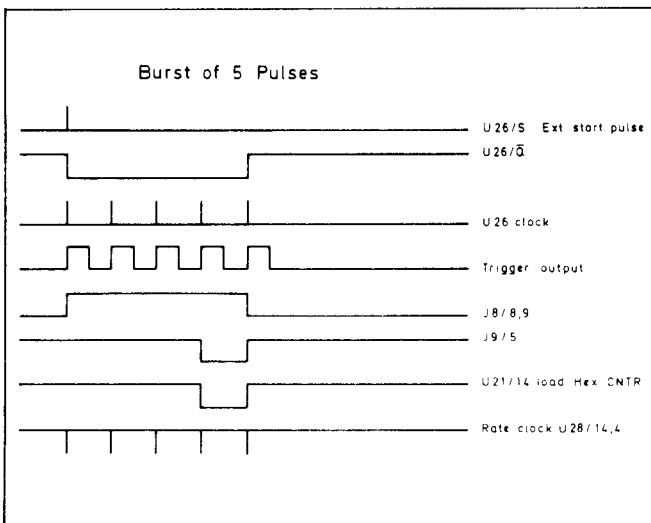 Burst of 5 Pulses
U26/S Ext start pulse
U26/Q̅
U26 clock
Trigger output
J8/8,9
J9/5
U21/14 load Hex CNTR
Rate clock U28/14,4